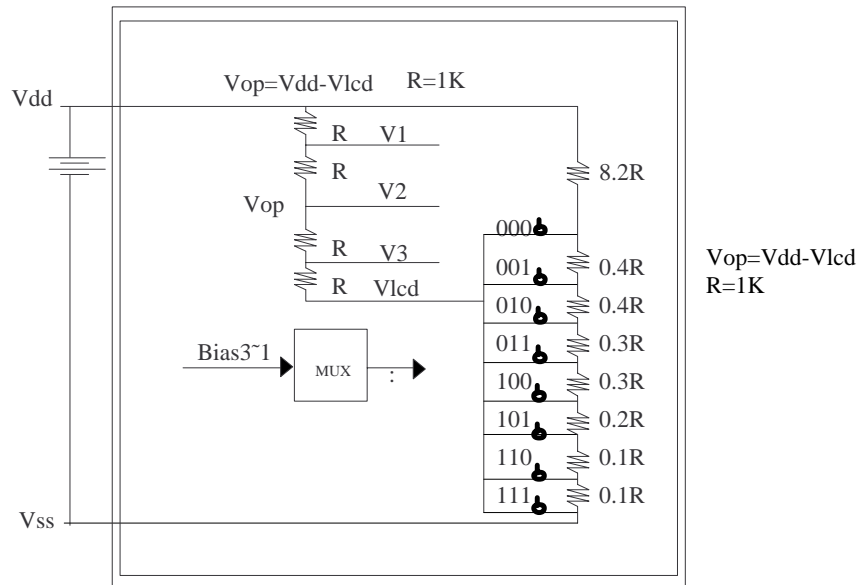 Vop=Vdd-Vlcd R=1K
Vdd
R V1
R
8.2R
Vop
V2
000
R V3
001
0.4R
Vop=Vdd-Vlcd
R=1K
R Vlcd
010
0.4R
011
0.3R
Bias3~1
MUX
:
100
0.3R
101
0.2R
110
0.1R
111
0.1R
Vss